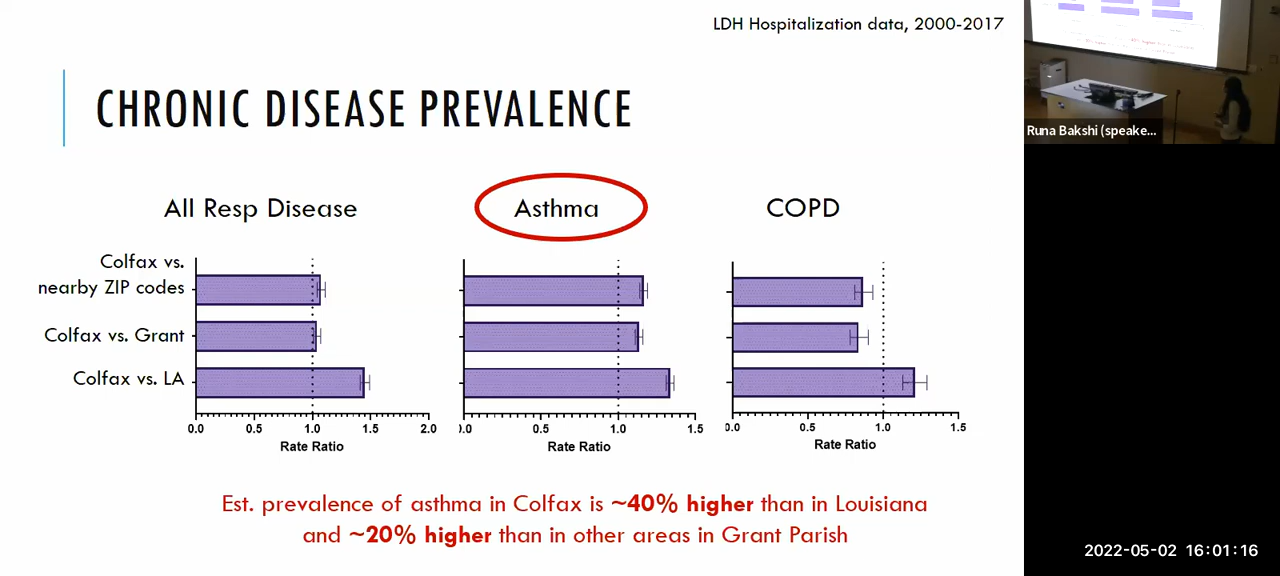 LDH Hospitalization data, 2000-2017
CHRONIC DISEASE PREVALENCE
All Resp Disease
Asthma
COPD
Colfax vs.
nearby ZIP codes
Colfax vs. Grant
Colfax vs. LA
0.0 0.5 1.0 1.5 2.0
Rate Ratio
0.0 0.5 1.0 1.5
Rate Ratio
0.0 0.5 1.0 1.5
Rate Ratio
Est. prevalence of asthma in Colfax is ~40% higher than in Louisiana
and ~20% higher than in other areas in Grant Parish
Runa Bakshi (speake...
2022-05-02 16:01:16